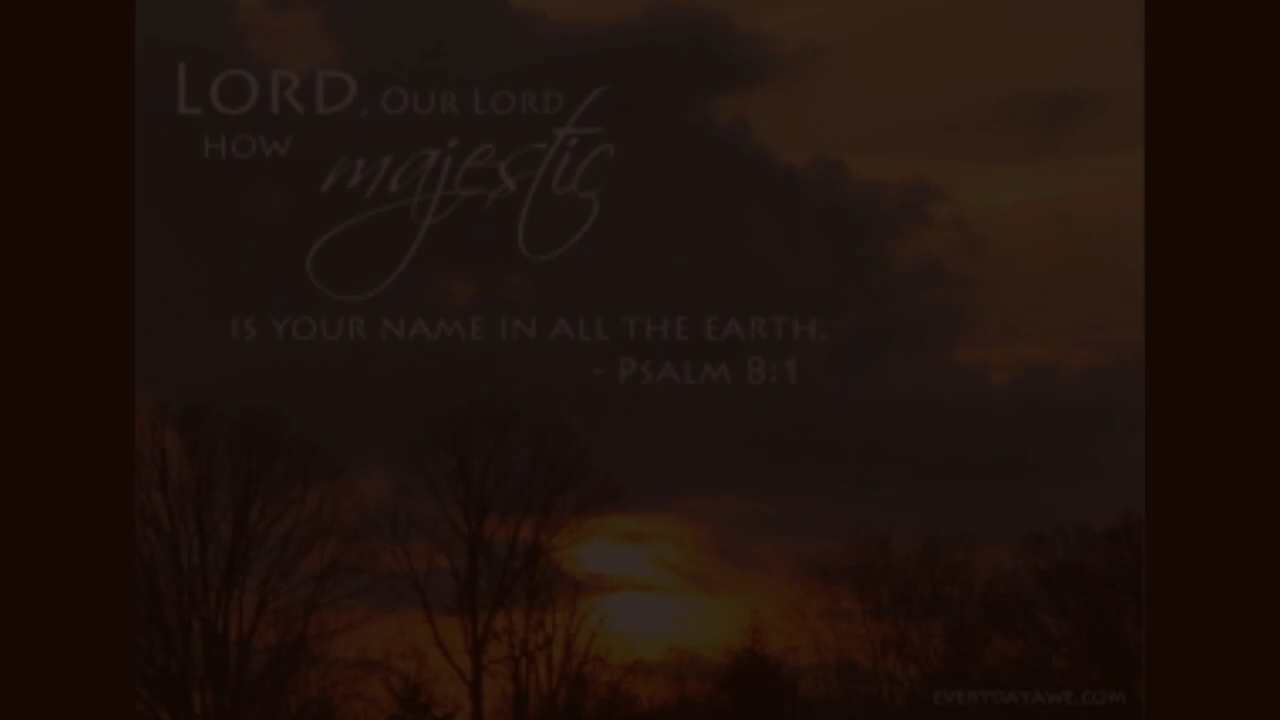 LORD, OUR LORD
HOW majestic
IS YOUR NAME IN ALL THE EARTH.
- PSALM 8:1
EVERYDAYAWE.COM